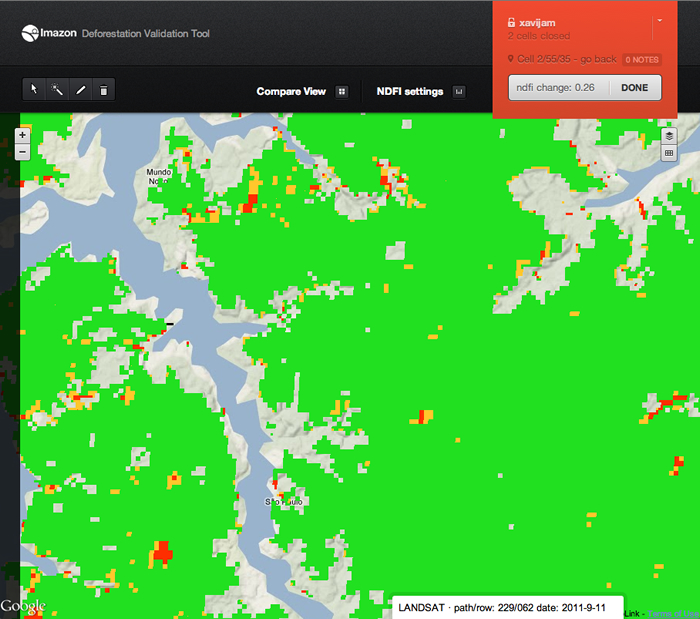 Imazon Deforestation Validation Tool
xavijam
2 cells closed
Cell 2/55/35 - go back 0 NOTES
ndfi change: 0.26 DONE
Compare View
NDFI settings
+
−
Mundo
São Paulo
LANDSAT · path/row: 229/062 date: 2011-9-11
Link - Terms of Use
Google